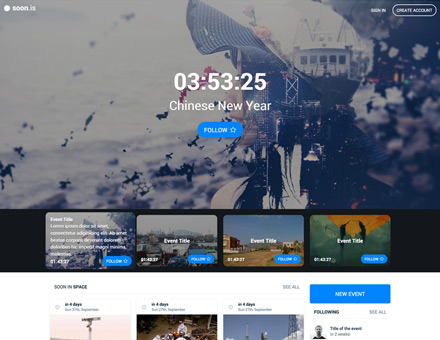 soon.is
SIGN IN
CREATE ACCOUNT
03:53:25
Chinese New Year
FOLLOW
Event Title
Lorem ipsum dolor sit amet,
consectetur adipisicing elit. Ad amet
beatae corporis deserunt dolorem
doloribus hic impedit magni minima
molestiae
01:43:27
FOLLOW
Event Title
01:43:27
FOLLOW
Event Title
01:43:27
FOLLOW
Event Title
01:43:27
FOLLOW
SOON IN SPACE
SEE ALL
in 4 days
Sun 27th, September
in 4 days
Sun 27th, September
in 4 days
Sun 27th, September
NEW EVENT
FOLLOWING
SEE ALL
Title of the event
in 2 weeks